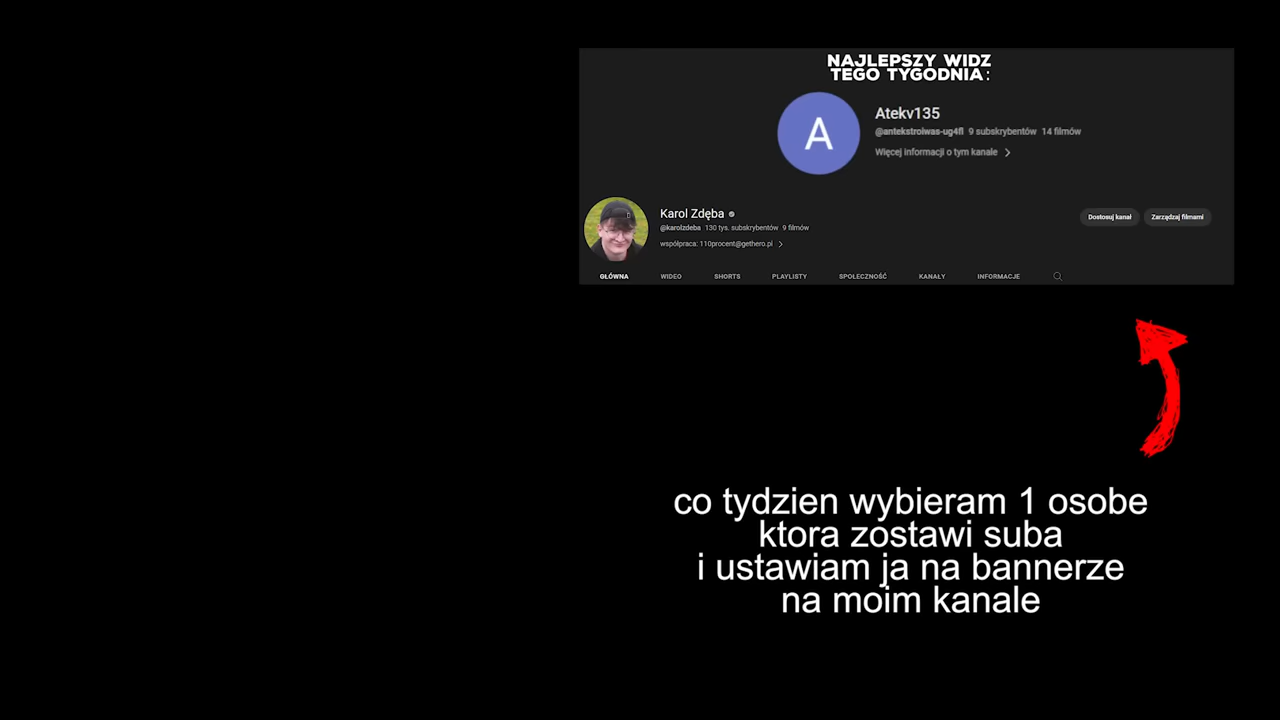 NAJLEPSZY WIDZ
TEGO TYGODNIA:
A
Atekv135
@antekstroiwas-ug4fl 9 subskrybentów 14 filmów
Więcej informacji o tym kanale
Karol Zdęba
@karolzdeba 130 tys. subskrybentów 9 filmów
współpraca: 110procent@gethero.pl
Dostosuj kanał Zarządzaj filmami
GŁÓWNA WIDEO SHORTS PLAYLISTY SPOŁECZNOŚĆ KANAŁY INFORMACJE
co tydzien wybieram 1 osobe
ktora zostawi suba
i ustawiam ja na bannerze
na moim kanale